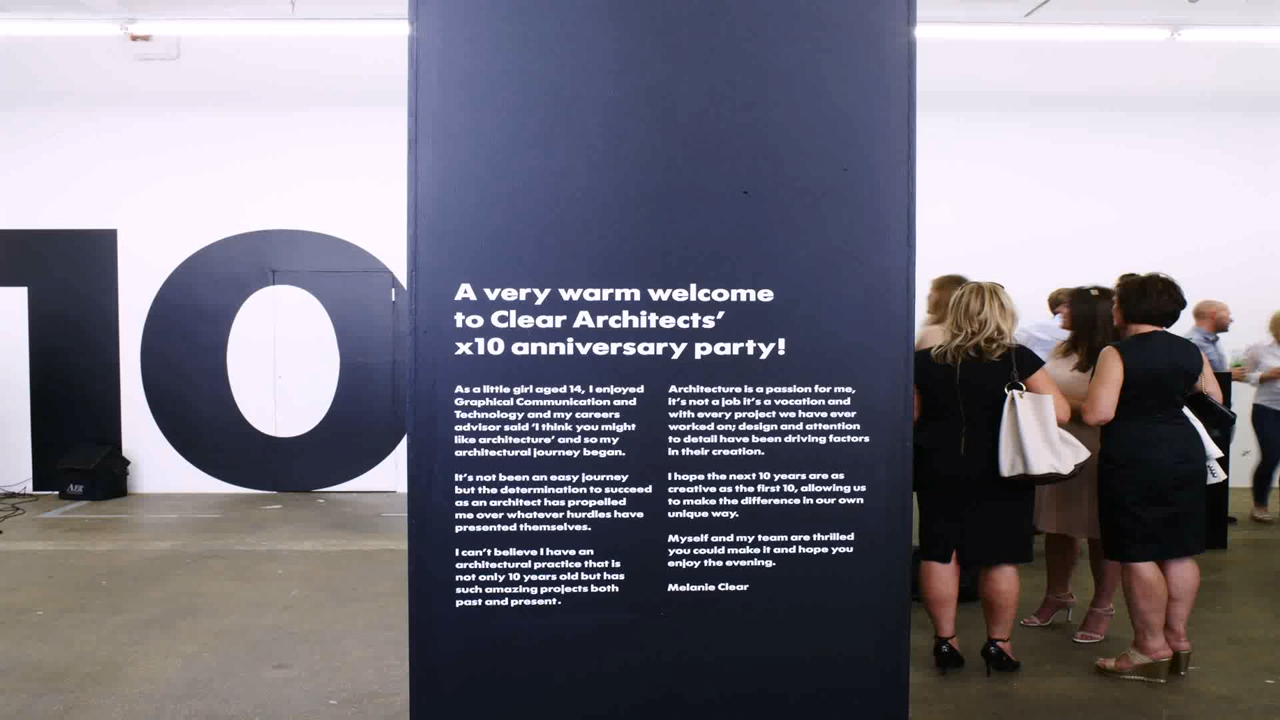 10
A very warm welcome
to Clear Architects'
x10 anniversary party!
As a little girl aged 14, I enjoyed
Graphical Communication and
Technology and my careers
advisor said 'I think you might
like architecture' and so my
architectural journey began.
It's not been an easy journey
but the determination to succeed
as an architect has propelled
me over whatever hurdles have
presented themselves.
I can't believe I have an
architectural practice that is
not only 10 years old but has
such amazing projects both
past and present.
Architecture is a passion for me,
it's not a job it's a vocation and
with every project we have ever
worked on; design and attention
to detail have been driving factors
in their creation.
I hope the next 10 years are as
creative as the first 10, allowing us
to make the difference in our own
unique way.
Myself and my team are thrilled
you could make it and hope you
enjoy the evening.
Melanie Clear